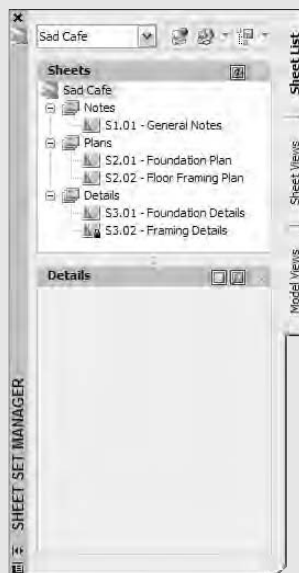 Sad Cafe
Sheets
Sad Cafe
Notes
S1.01 - General Notes
Plans
S2.01 - Foundation Plan
S2.02 - Floor Framing Plan
Details
S3.01 - Foundation Details
S3.02 - Framing Details
Details
SHEET SET MANAGER
Sheet List
Sheet Views
Model Views